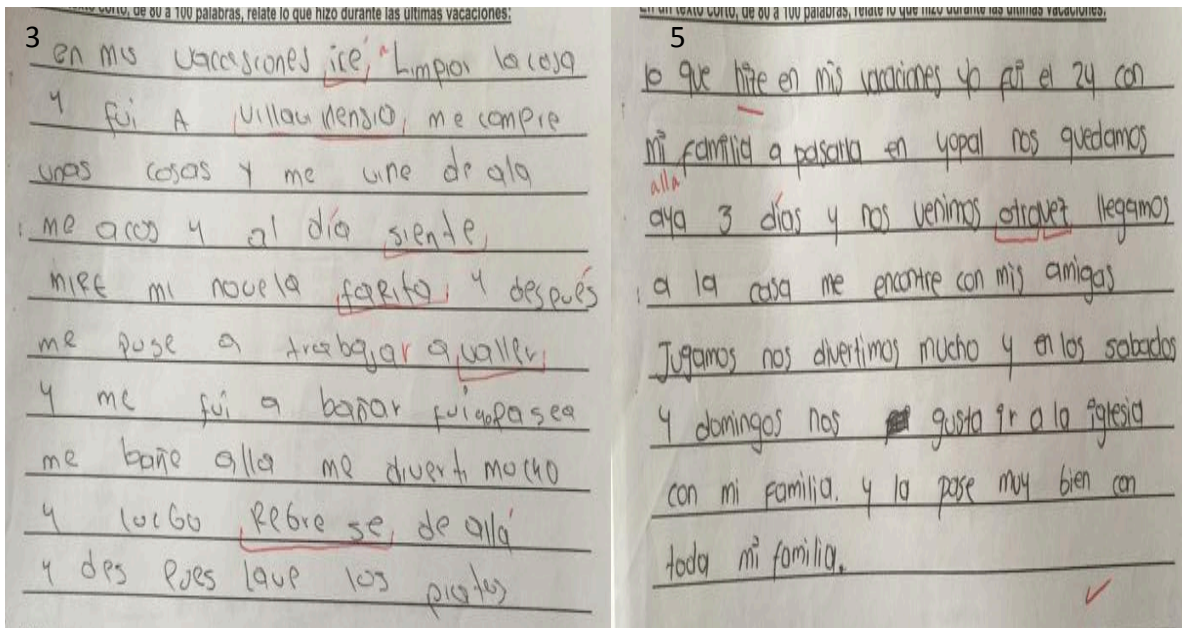 En un texto corto, de 80 a 100 palabras, relate lo que hizo durante las últimas vacaciones:
3
en mis vaccesciones ice a Limpiar la casa
y fui A villauvensio me compre
unas cosas y me vine de ala
me acos y al día siente
mire mi novela farito y después
me puse a treabajar a valler
y me fui a bañar fui a pasea
me bañe alla me diverti mucho
y luego Regre se de allá
y des pues lave los platos
En un texto corto, de 80 a 100 palabras, relate lo que hizo durante las últimas vacaciones:
5
lo que hize en mis vacaciones yo fui el 24 con
mi familia a pasarla en yopal nos quedamos
alla
aya 3 días y nos venimos otravez llegamos
a la casa me encontre con mis amigas
Jugamos nos divertimos mucho y en los sabados
y domingos nos gusta ir a la iglesia
con mi familia. y la pase muy bien con
toda mi familia.